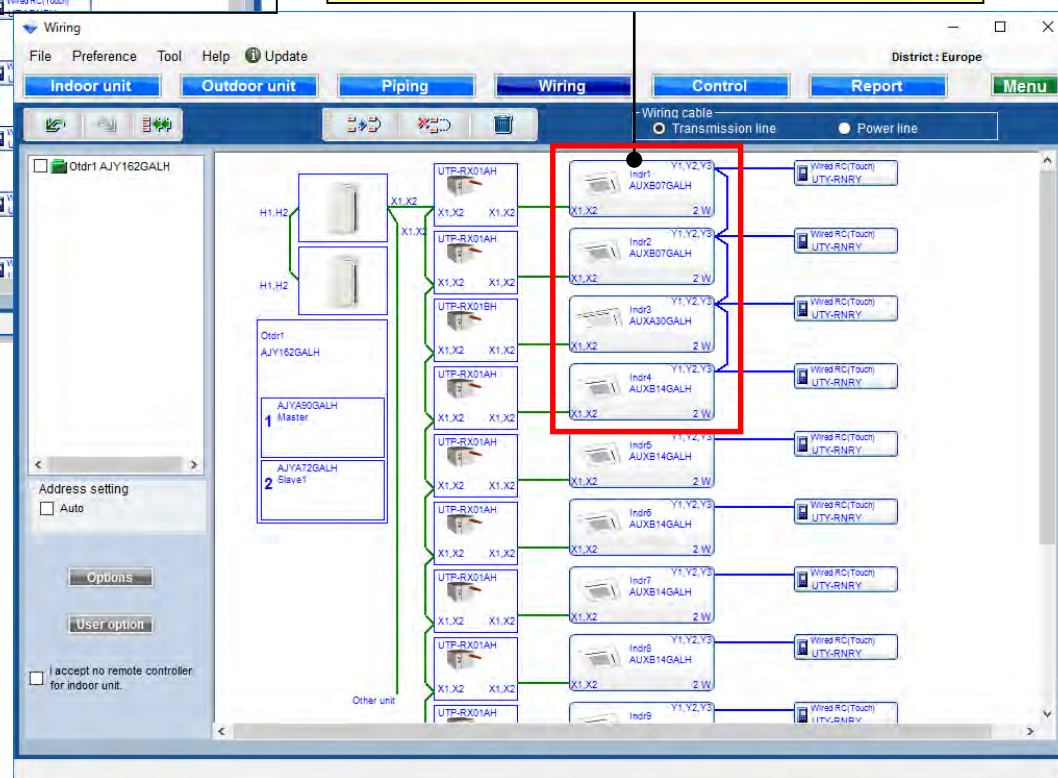 Wiring
File Preference Tool Help Update
District : Europe
Indoor unit
Outdoor unit
Piping
Wiring
Control
Report
Menu
Wiring cable
Transmission line
Power line
Otdr1 AJY162GALH
Address setting
Auto
Options
User option
I accept no remote controller
for indoor unit.
H1,H2
X1,X2
X1,X2
H1,H2
Otdr1
AJY162GALH
AJYA90GALH
1 Master
AJYA72GALH
2 Slave1
Other unit
UTP-RX01AH
X1,X2 X1,X2
Y1,Y2,Y3
Indr1
AUXB07GALH
X1,X2 2 W
Wired RC(Touch)
UTY-RNRY
UTP-RX01AH
X1,X2 X1,X2
Y1,Y2,Y3
Indr2
AUXB07GALH
X1,X2 2 W
Wired RC(Touch)
UTY-RNRY
UTP-RX01BH
X1,X2 X1,X2
Y1,Y2,Y3
Indr3
AUXA30GALH
X1,X2 2 W
Wired RC(Touch)
UTY-RNRY
UTP-RX01AH
X1,X2 X1,X2
Y1,Y2,Y3
Indr4
AUXB14GALH
X1,X2 2 W
Wired RC(Touch)
UTY-RNRY
UTP-RX01AH
X1,X2 X1,X2
Y1,Y2,Y3
Indr5
AUXB14GALH
X1,X2 2 W
Wired RC(Touch)
UTY-RNRY
UTP-RX01AH
X1,X2 X1,X2
Y1,Y2,Y3
Indr6
AUXB14GALH
X1,X2 2 W
Wired RC(Touch)
UTY-RNRY
UTP-RX01AH
X1,X2 X1,X2
Y1,Y2,Y3
Indr7
AUXB14GALH
X1,X2 2 W
Wired RC(Touch)
UTY-RNRY
UTP-RX01AH
X1,X2 X1,X2
Y1,Y2,Y3
Indr8
AUXB14GALH
X1,X2 2 W
Wired RC(Touch)
UTY-RNRY
UTP-RX01AH
Y1,Y2,Y3
Indr9
Wired RC(Touch)
UTY-RNRY